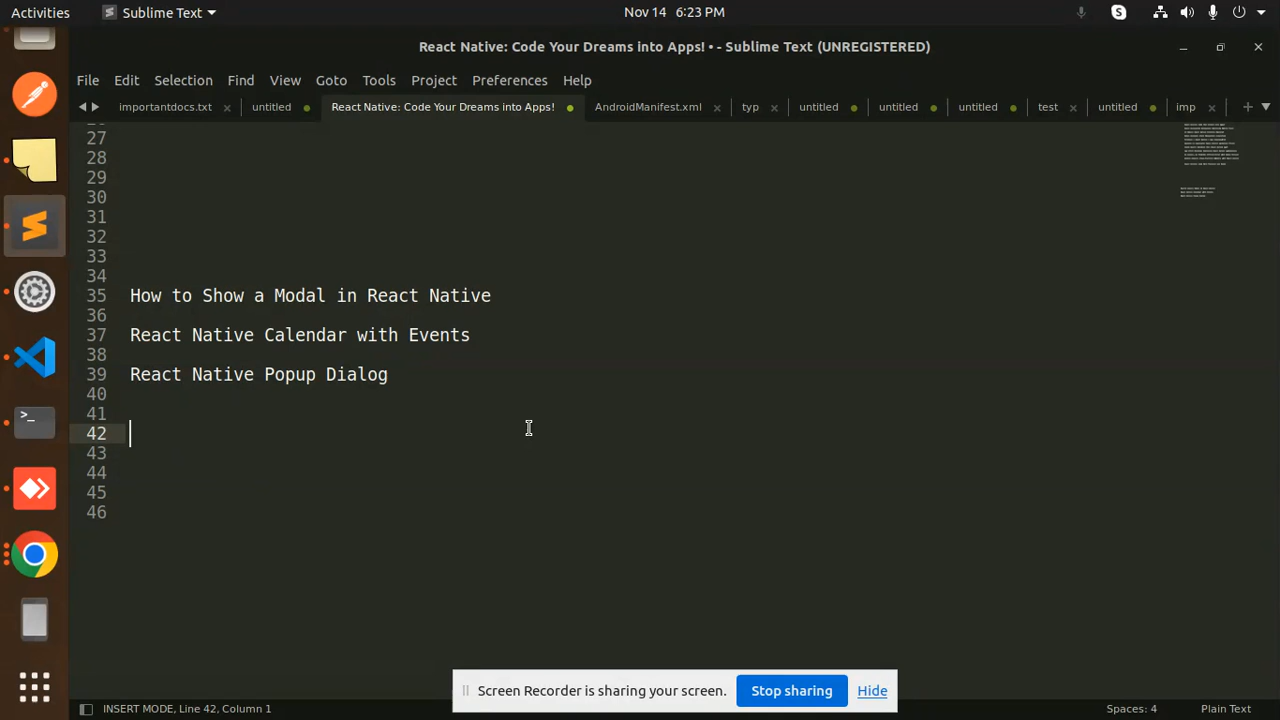 Activities Sublime Text Nov 14 6:23 PM
React Native: Code Your Dreams into Apps! • - Sublime Text (UNREGISTERED)
File Edit Selection Find View Goto Tools Project Preferences Help
importantdocs.txt untitled React Native: Code Your Dreams into Apps! AndroidManifest.xml typ untitled untitled untitled test untitled imp
27
28
29
30
31
32
33
34
35 How to Show a Modal in React Native
36
37 React Native Calendar with Events
38
39 React Native Popup Dialog
40
41
42
43
44
45
46
Screen Recorder is sharing your screen. Stop sharing Hide
INSERT MODE, Line 42, Column 1 Spaces: 4 Plain Text